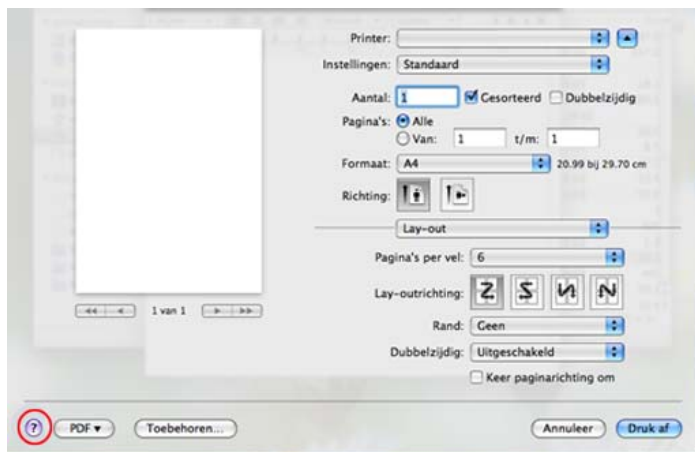 Printer:
Instellingen: Standaard
Aantal: 1 Gesorteerd Dubbelzijdig
Pagina's: Alle
Van: 1 t/m: 1
Formaat: A4 20.99 bij 29.70 cm
Richting:
Lay-out
Pagina's per vel: 6
Lay-outrichting:
1 van 1
Rand: Geen
Dubbelzijdig: Uitgeschakeld
Keer paginarichting om
? PDF Toebehoren... Annuleer Druk af